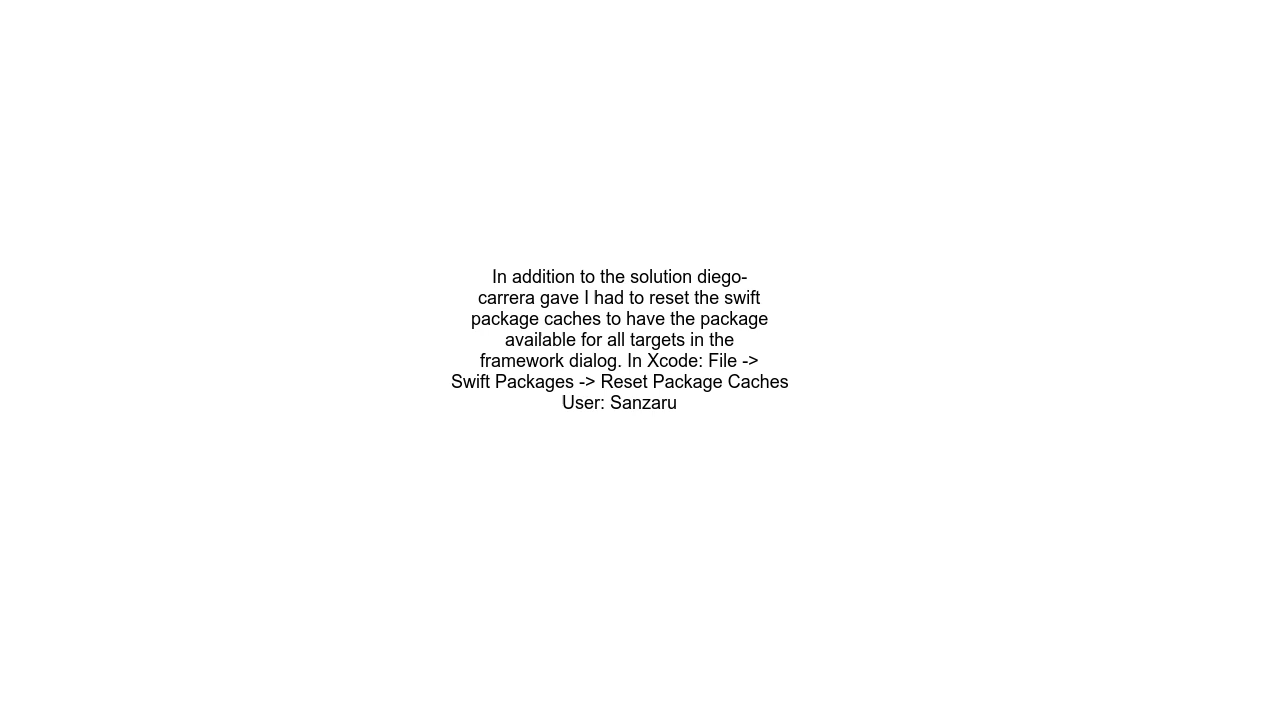 In addition to the solution diego-
carrera gave I had to reset the swift
package caches to have the package
available for all targets in the
framework dialog. In Xcode: File ->
Swift Packages -> Reset Package Caches
User: Sanzaru